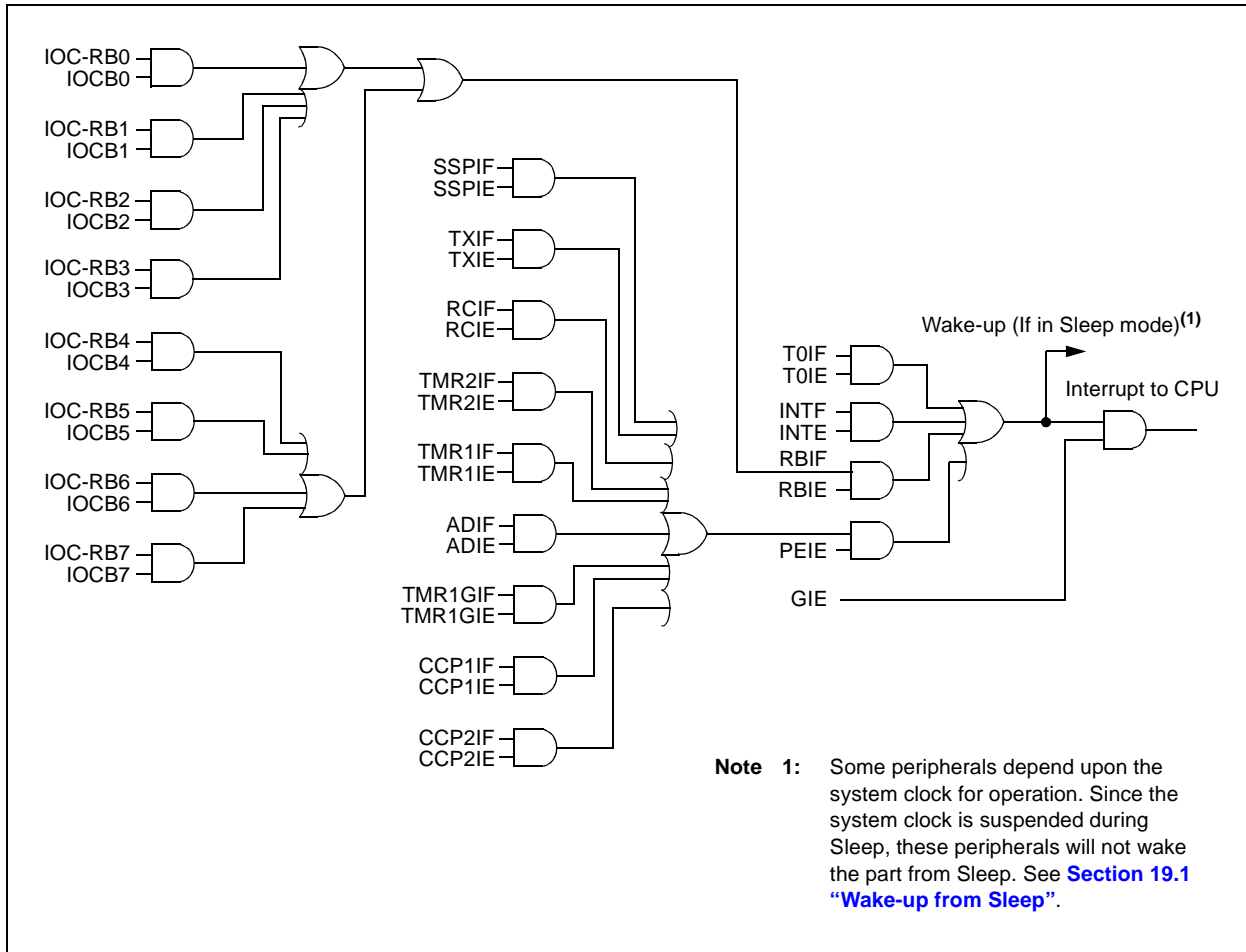 IOC-RB0
IOCB0
IOC-RB1
IOCB1
IOC-RB2
IOCB2
IOC-RB3
IOCB3
IOC-RB4
IOCB4
IOC-RB5
IOCB5
IOC-RB6
IOCB6
IOC-RB7
IOCB7
SSPIF
SSPIE
TXIF
TXIE
RCIF
RCIE
TMR2IF
TMR2IE
TMR1IF
TMR1IE
ADIF
ADIE
TMR1GIF
TMR1GIE
CCP1IF
CCP1IE
CCP2IF
CCP2IE
T0IF
T0IE
INTF
INTE
RBIF
RBIE
PEIE
GIE
Wake-up (If in Sleep mode)(1)
Interrupt to CPU
Note 1: Some peripherals depend upon the
system clock for operation. Since the
system clock is suspended during
Sleep, these peripherals will not wake
the part from Sleep. See Section 19.1
“Wake-up from Sleep”.